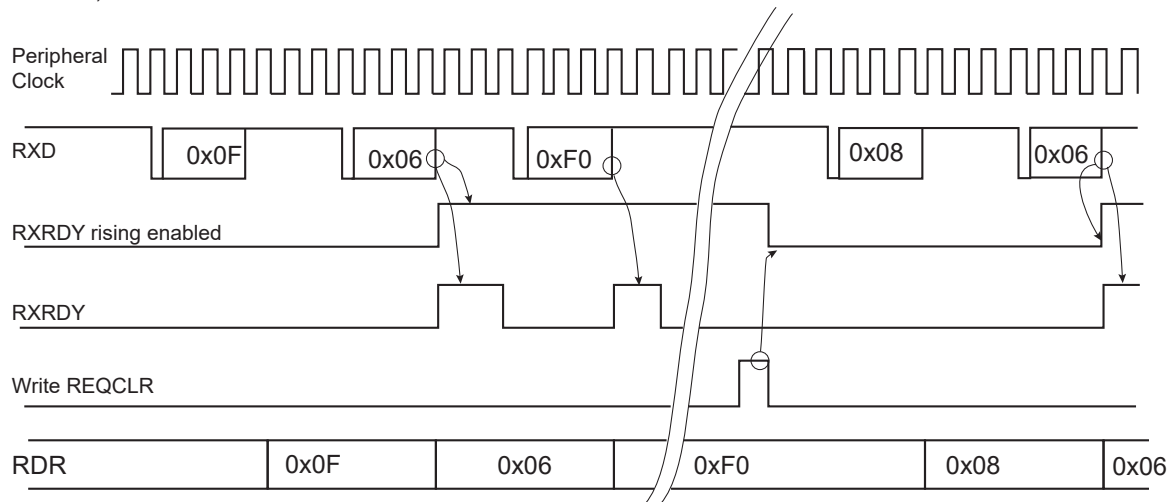 Peripheral
Clock
RXD
0x0F
0x06
0xF0
0x08
0x06
RXRDY rising enabled
RXRDY
Write REQCLR
RDR
0x0F
0x06
0xF0
0x08
0x06